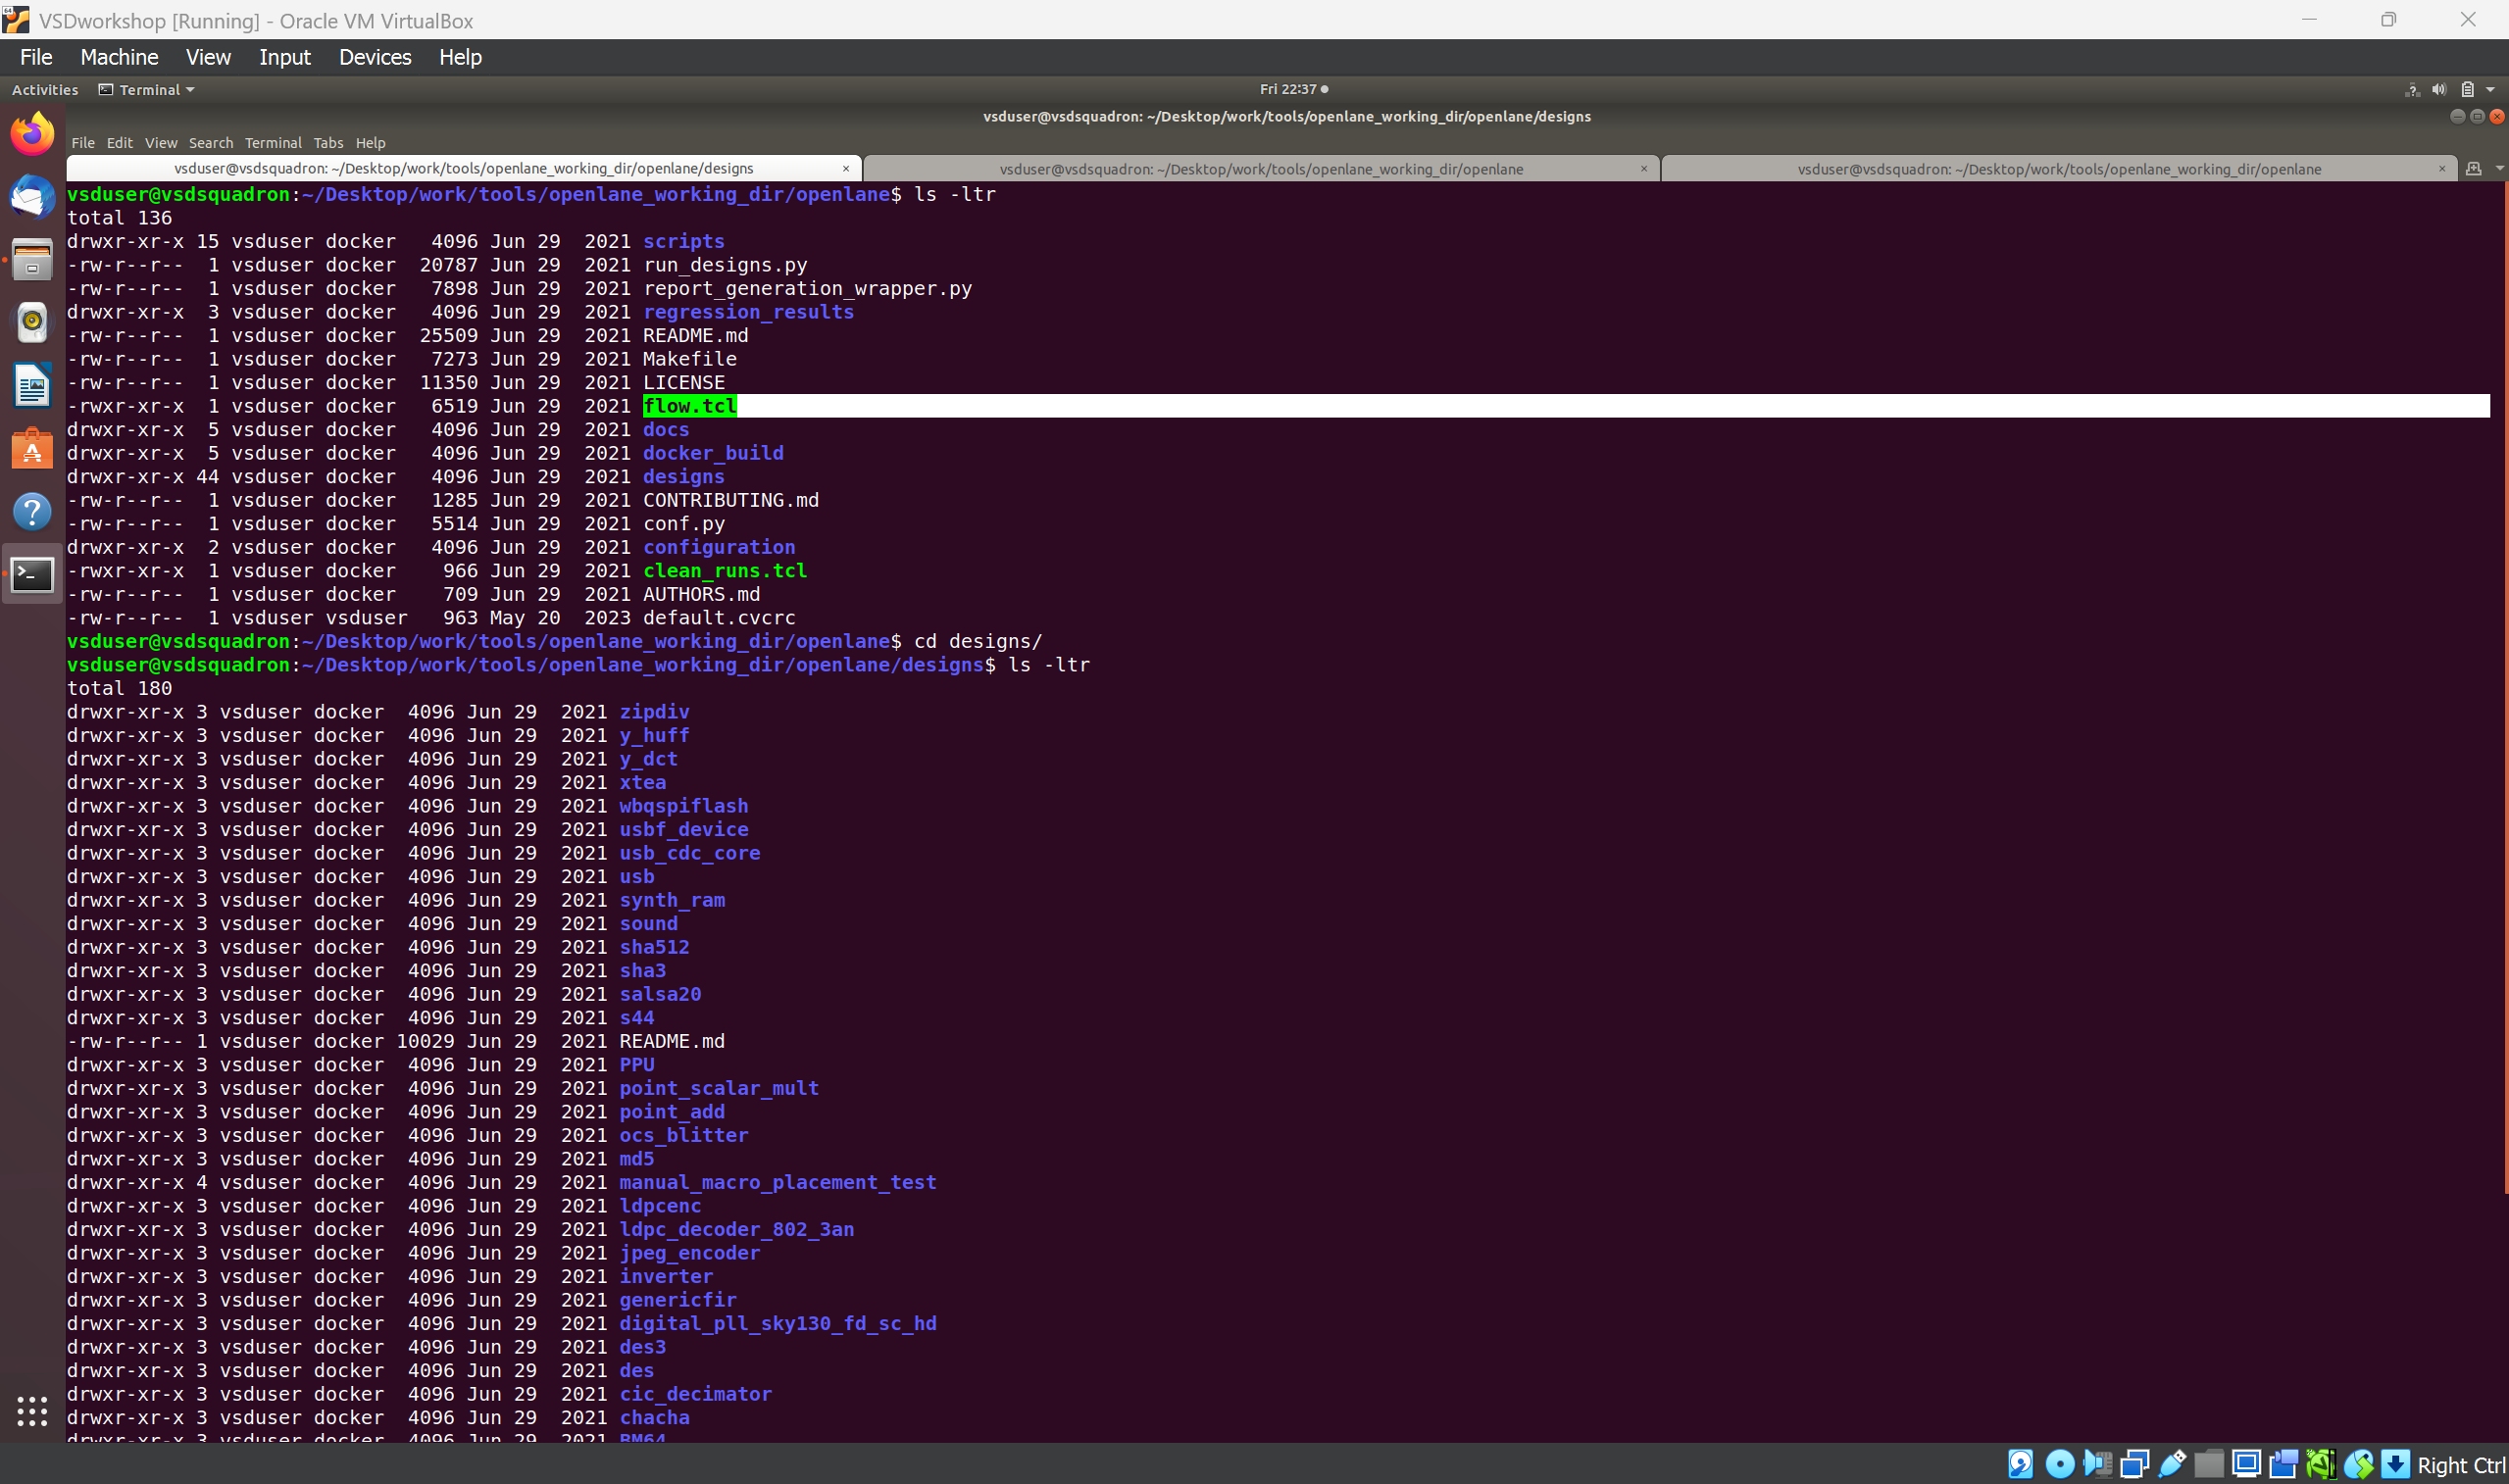 VSDworkshop [Running] - Oracle VM VirtualBox
File Machine View Input Devices Help
Activities Terminal Fri 22:37
vsduser@vsdsquadron: ~/Desktop/work/tools/openlane_working_dir/openlane/designs
File Edit View Search Terminal Tabs Help
vsduser@vsdsquadron: ~/Desktop/work/tools/openlane_working_dir/openlane/designs × vsduser@vsdsquadron: ~/Desktop/work/tools/openlane_working_dir/openlane × vsduser@vsdsquadron: ~/Desktop/work/tools/openlane_working_dir/openlane ×
vsduser@vsdsquadron:~/Desktop/work/tools/openlane_working_dir/openlane$ ls -ltr
total 136
drwxr-xr-x 15 vsduser docker 4096 Jun 29 2021 scripts
-rw-r--r-- 1 vsduser docker 20787 Jun 29 2021 run_designs.py
-rw-r--r-- 1 vsduser docker 7898 Jun 29 2021 report_generation_wrapper.py
drwxr-xr-x 3 vsduser docker 4096 Jun 29 2021 regression_results
-rw-r--r-- 1 vsduser docker 25509 Jun 29 2021 README.md
-rw-r--r-- 1 vsduser docker 7273 Jun 29 2021 Makefile
-rw-r--r-- 1 vsduser docker 11350 Jun 29 2021 LICENSE
-rwxr-xr-x 1 vsduser docker 6519 Jun 29 2021 flow.tcl
drwxr-xr-x 5 vsduser docker 4096 Jun 29 2021 docs
drwxr-xr-x 5 vsduser docker 4096 Jun 29 2021 docker_build
drwxr-xr-x 44 vsduser docker 4096 Jun 29 2021 designs
-rw-r--r-- 1 vsduser docker 1285 Jun 29 2021 CONTRIBUTING.md
-rw-r--r-- 1 vsduser docker 5514 Jun 29 2021 conf.py
drwxr-xr-x 2 vsduser docker 4096 Jun 29 2021 configuration
-rwxr-xr-x 1 vsduser docker 966 Jun 29 2021 clean_runs.tcl
-rw-r--r-- 1 vsduser docker 709 Jun 29 2021 AUTHORS.md
-rw-r--r-- 1 vsduser vsduser 963 May 20 2023 default.cvcrc
vsduser@vsdsquadron:~/Desktop/work/tools/openlane_working_dir/openlane$ cd designs/
vsduser@vsdsquadron:~/Desktop/work/tools/openlane_working_dir/openlane/designs$ ls -ltr
total 180
drwxr-xr-x 3 vsduser docker 4096 Jun 29 2021 zipdiv
drwxr-xr-x 3 vsduser docker 4096 Jun 29 2021 y_huff
drwxr-xr-x 3 vsduser docker 4096 Jun 29 2021 y_dct
drwxr-xr-x 3 vsduser docker 4096 Jun 29 2021 xtea
drwxr-xr-x 3 vsduser docker 4096 Jun 29 2021 wbqspiflash
drwxr-xr-x 3 vsduser docker 4096 Jun 29 2021 usbf_device
drwxr-xr-x 3 vsduser docker 4096 Jun 29 2021 usb_cdc_core
drwxr-xr-x 3 vsduser docker 4096 Jun 29 2021 usb
drwxr-xr-x 3 vsduser docker 4096 Jun 29 2021 synth_ram
drwxr-xr-x 3 vsduser docker 4096 Jun 29 2021 sound
drwxr-xr-x 3 vsduser docker 4096 Jun 29 2021 sha512
drwxr-xr-x 3 vsduser docker 4096 Jun 29 2021 sha3
drwxr-xr-x 3 vsduser docker 4096 Jun 29 2021 salsa20
drwxr-xr-x 3 vsduser docker 4096 Jun 29 2021 s44
-rw-r--r-- 1 vsduser docker 10029 Jun 29 2021 README.md
drwxr-xr-x 3 vsduser docker 4096 Jun 29 2021 PPU
drwxr-xr-x 3 vsduser docker 4096 Jun 29 2021 point_scalar_mult
drwxr-xr-x 3 vsduser docker 4096 Jun 29 2021 point_add
drwxr-xr-x 3 vsduser docker 4096 Jun 29 2021 ocs_blitter
drwxr-xr-x 3 vsduser docker 4096 Jun 29 2021 md5
drwxr-xr-x 4 vsduser docker 4096 Jun 29 2021 manual_macro_placement_test
drwxr-xr-x 3 vsduser docker 4096 Jun 29 2021 ldpcenc
drwxr-xr-x 3 vsduser docker 4096 Jun 29 2021 ldpc_decoder_802_3an
drwxr-xr-x 3 vsduser docker 4096 Jun 29 2021 jpeg_encoder
drwxr-xr-x 3 vsduser docker 4096 Jun 29 2021 inverter
drwxr-xr-x 3 vsduser docker 4096 Jun 29 2021 genericfir
drwxr-xr-x 3 vsduser docker 4096 Jun 29 2021 digital_pll_sky130_fd_sc_hd
drwxr-xr-x 3 vsduser docker 4096 Jun 29 2021 des3
drwxr-xr-x 3 vsduser docker 4096 Jun 29 2021 des
drwxr-xr-x 3 vsduser docker 4096 Jun 29 2021 cic_decimator
drwxr-xr-x 3 vsduser docker 4096 Jun 29 2021 chacha
drwxr-xr-x 3 vsduser docker 4096 Jun 29 2021 BM64
Right Ctrl